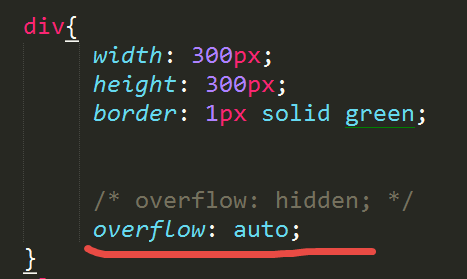 div{
width: 300px;
height: 300px;
border: 1px solid green;
/* overflow: hidden; */
overflow: auto;
}